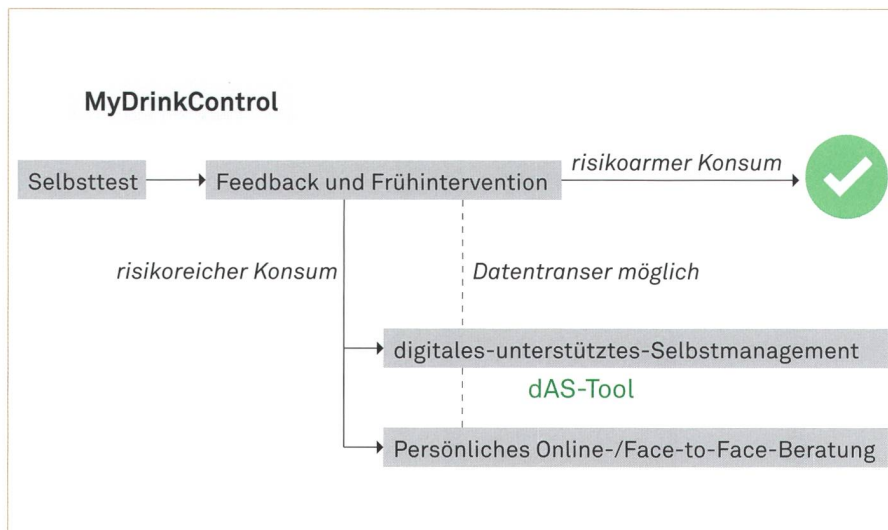 MyDrinkControl
Selbsttest
Feedback und Frühintervention
risikoarmer Konsum
risikoreicher Konsum
Datentranser möglich
digitales-unterstütztes-Selbstmanagement
dAS-Tool
Persönliches Online-/Face-to-Face-Beratung